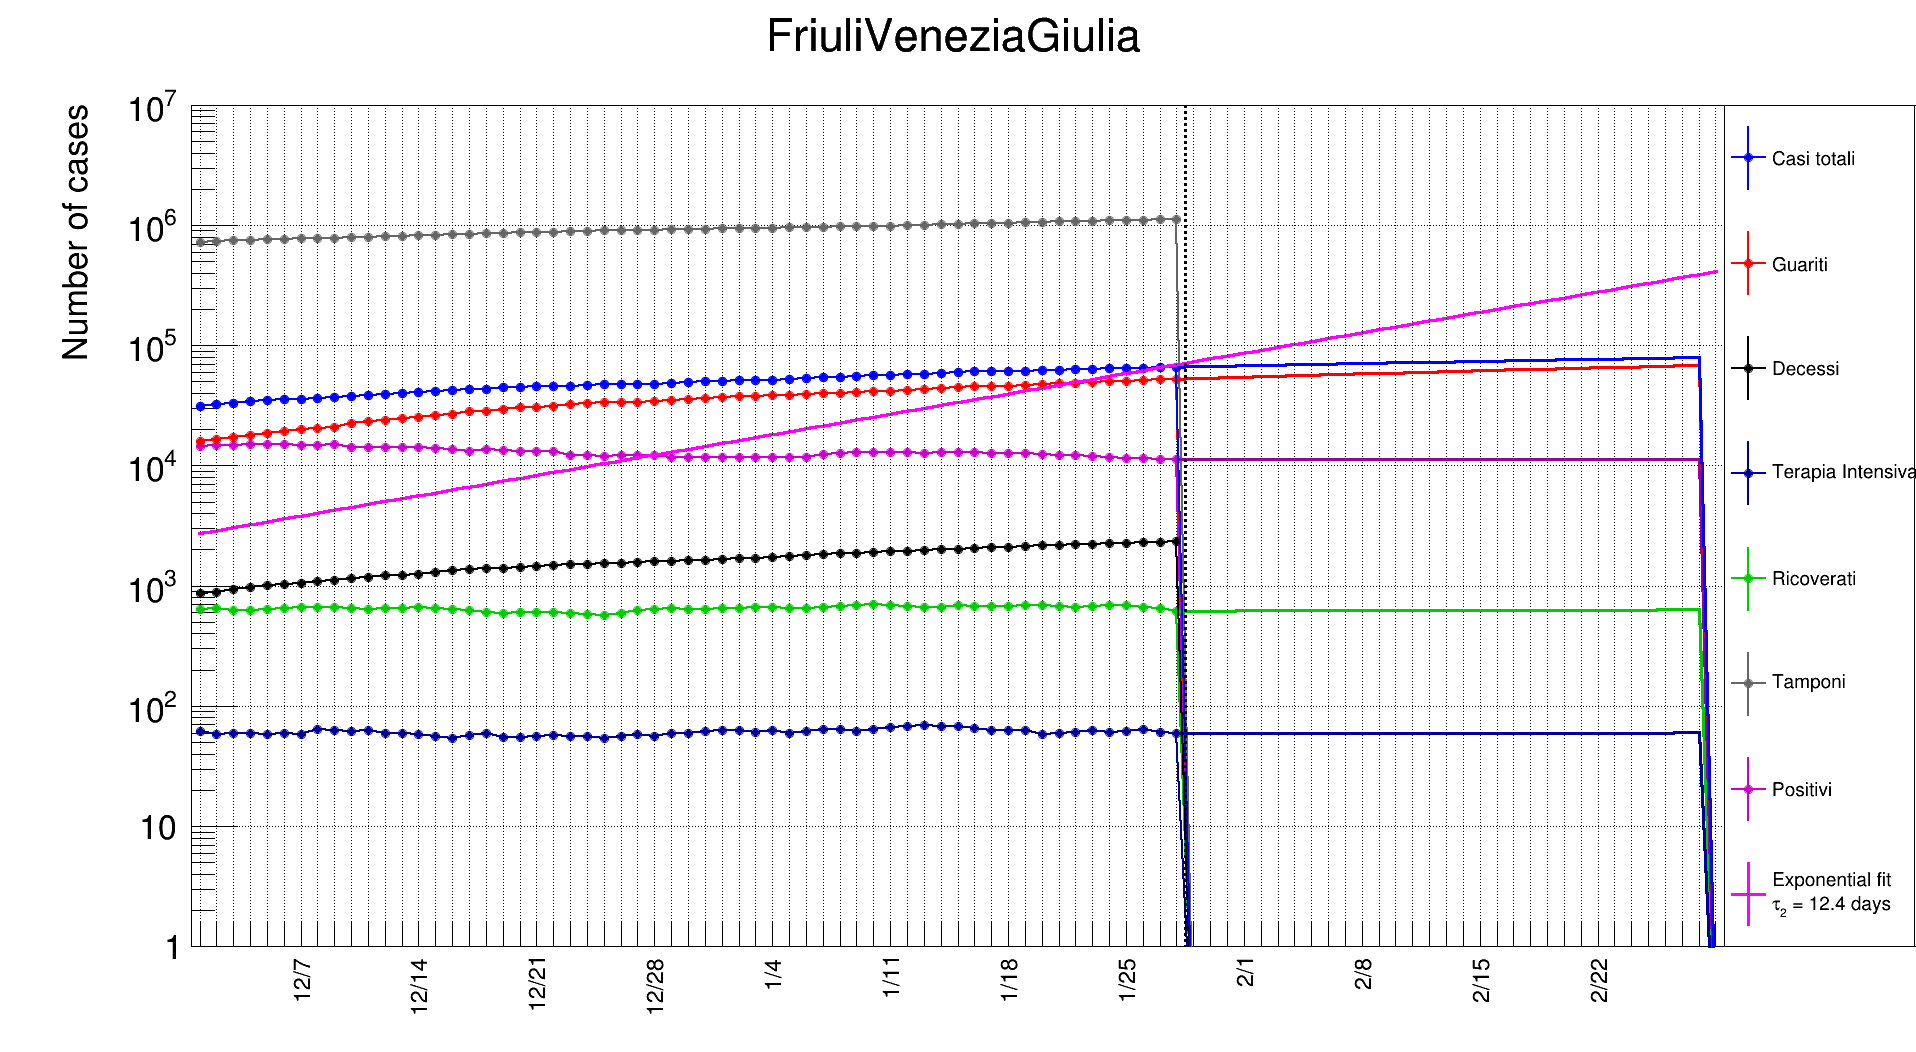 FriuliVeneziaGiulia
Number of cases
10^7
10^6
10^5
10^4
10^3
10^2
10
1
12/7
12/14
12/21
12/28
1/4
1/11
1/18
1/25
2/1
2/8
2/15
2/22
Casi totali
Guariti
Decessi
Terapia Intensiva
Ricoverati
Tamponi
Positivi
Exponential fit
τ_2 = 12.4 days